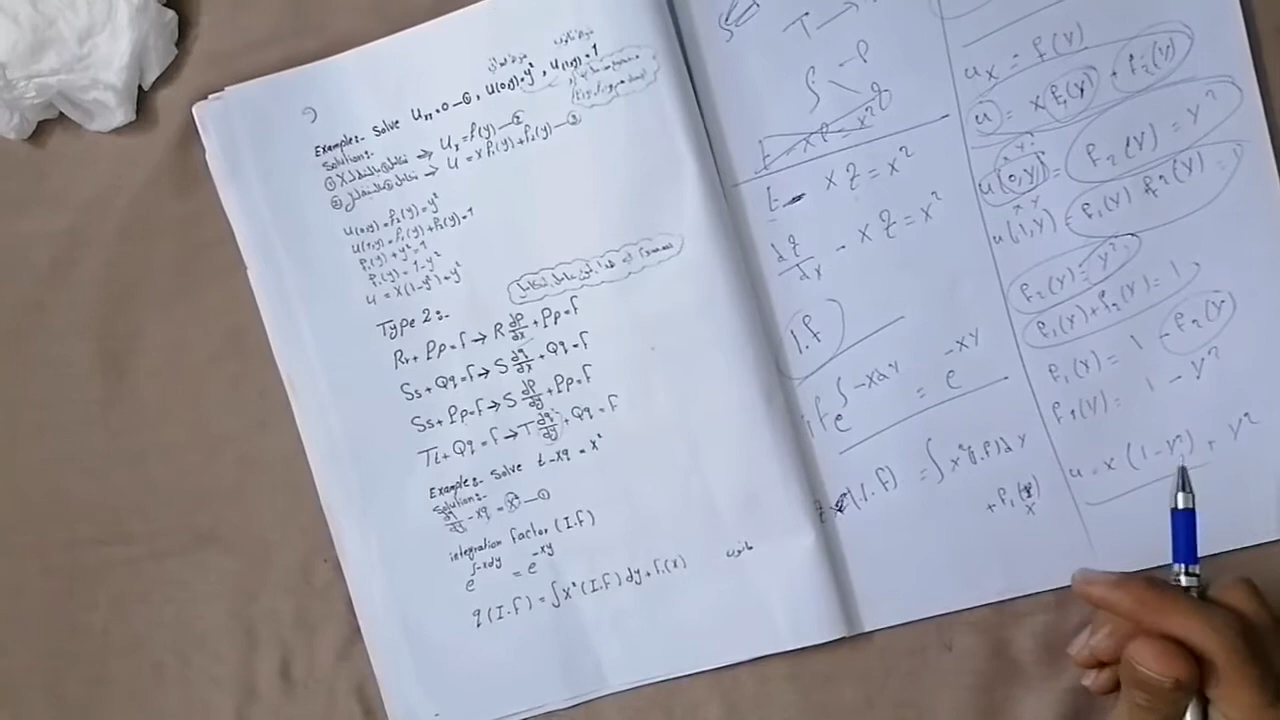 Example:- Solve Uxx=0 —①, U(0,y)=y², U(1,y)=1
Solution:-
Ux=f(y) —②
U=xf₁(y)+f₂(y) —③
U(0,y)=f₂(y)=y²
U(1,y)=f₁(y)+f₂(y)=1
f₁(y)+y²=1
f₁(y)=1-y²
U=x(1-y²)=y²
Type 2:-
Rr+Pp=f → R dp/dx + Pp=f
Ss+Qq=f → S dq/dx + Qq=f
Ss+Pp=f → S dp/dy + Pp=f
Tt+Qq=f → T dq/dy + Qq=f
Example:- Solve t-xq=x²
Solution:-
dq/dy -xq = x² —①
integration factor (I.F)
e^∫-xdy = e^-xy
q(I.F)=∫x²(I.F)dy+f₁(x)
T →
t - x q = x²
dq/dx - x q = x²
I.f
if e^∫-xdy = e^-xy
(I.f) = ∫x²(I.f)dy
ux = f(y)
u = x f₁(y) + f₂(y)
u(0,y) = f₂(y) = y²
u(1,y) = f₁(y) f₂(y) =
f₂(y) = y²
f₁(y)+f₂(y)=1
f₁(y) = 1 - f₂(y)
f₁(y) = 1 - y²
u = x(1-y²)+y²